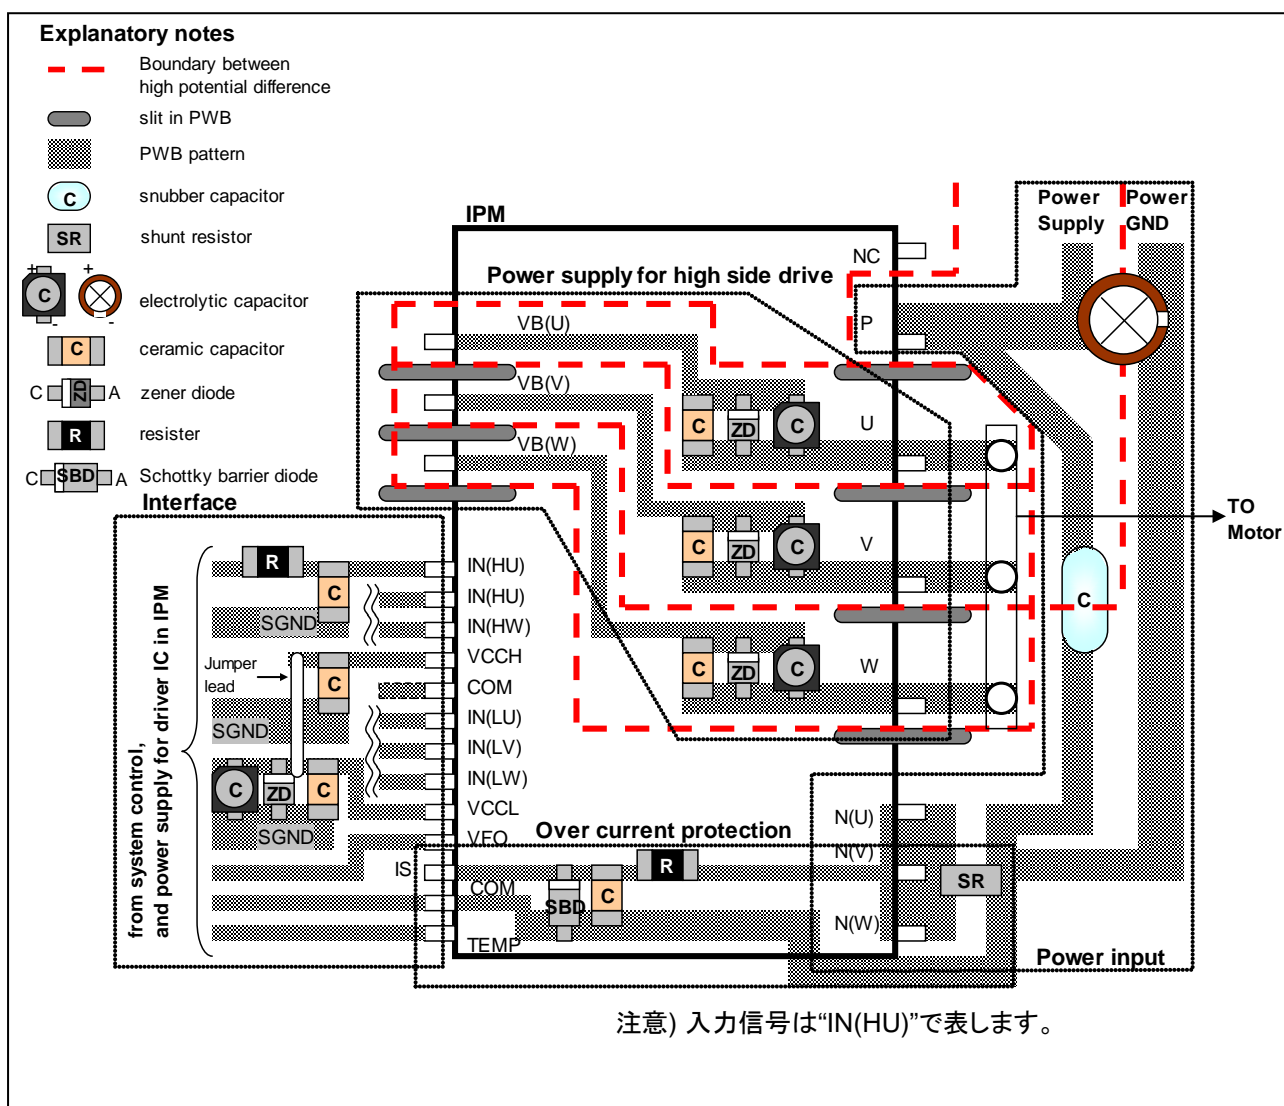 Explanatory notes
Boundary between
high potential difference
slit in PWB
PWB pattern
C
snubber capacitor
SR
shunt resistor
+
+
C
electrolytic capacitor
-
-
C
ceramic capacitor
C ZD A
zener diode
R
resister
C SBD A
Schottky barrier diode
IPM
Power supply for high side drive
Power
Supply
Power
GND
NC
P
VB(U)
VB(V)
VB(W)
C ZD C
U
C ZD C
V
C ZD C
W
TO
Motor
C
Interface
from system control,
and power supply for driver IC in IPM
R
C
SGND
Jumper
lead
C
SGND
C ZD C
SGND
IN(HU)
IN(HU)
IN(HW)
VCCH
COM
IN(LU)
IN(LV)
IN(LW)
VCCL
VFO
IS
COM
TEMP
Over current protection
R
SBD C
N(U)
N(V)
N(W)
SR
Power input
注意) 入力信号は“IN(HU)”で表します。